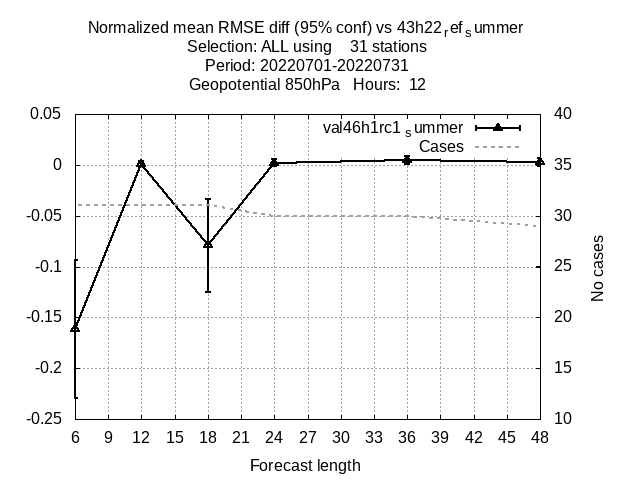 Normalized mean RMSE diff (95% conf) vs 43h22refsummer
Selection: ALL using 31 stations
Period: 20220701-20220731
Geopotential 850hPa Hours: 12
0.05
0
-0.05
-0.1
-0.15
-0.2
-0.25
val46h1rc1summer
Cases
40
35
30
25
20
15
10
No cases
6 9 12 15 18 21 24 27 30 33 36 39 42 45 48
Forecast length